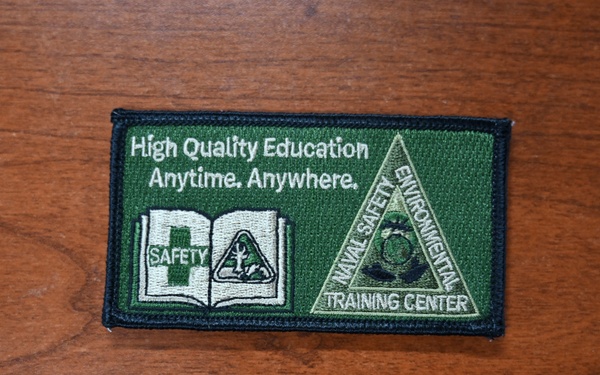 High Quality Education
Anytime. Anywhere.
SAFETY
NAVAL SAFETY
ENVIRONMENTAL
TRAINING CENTER